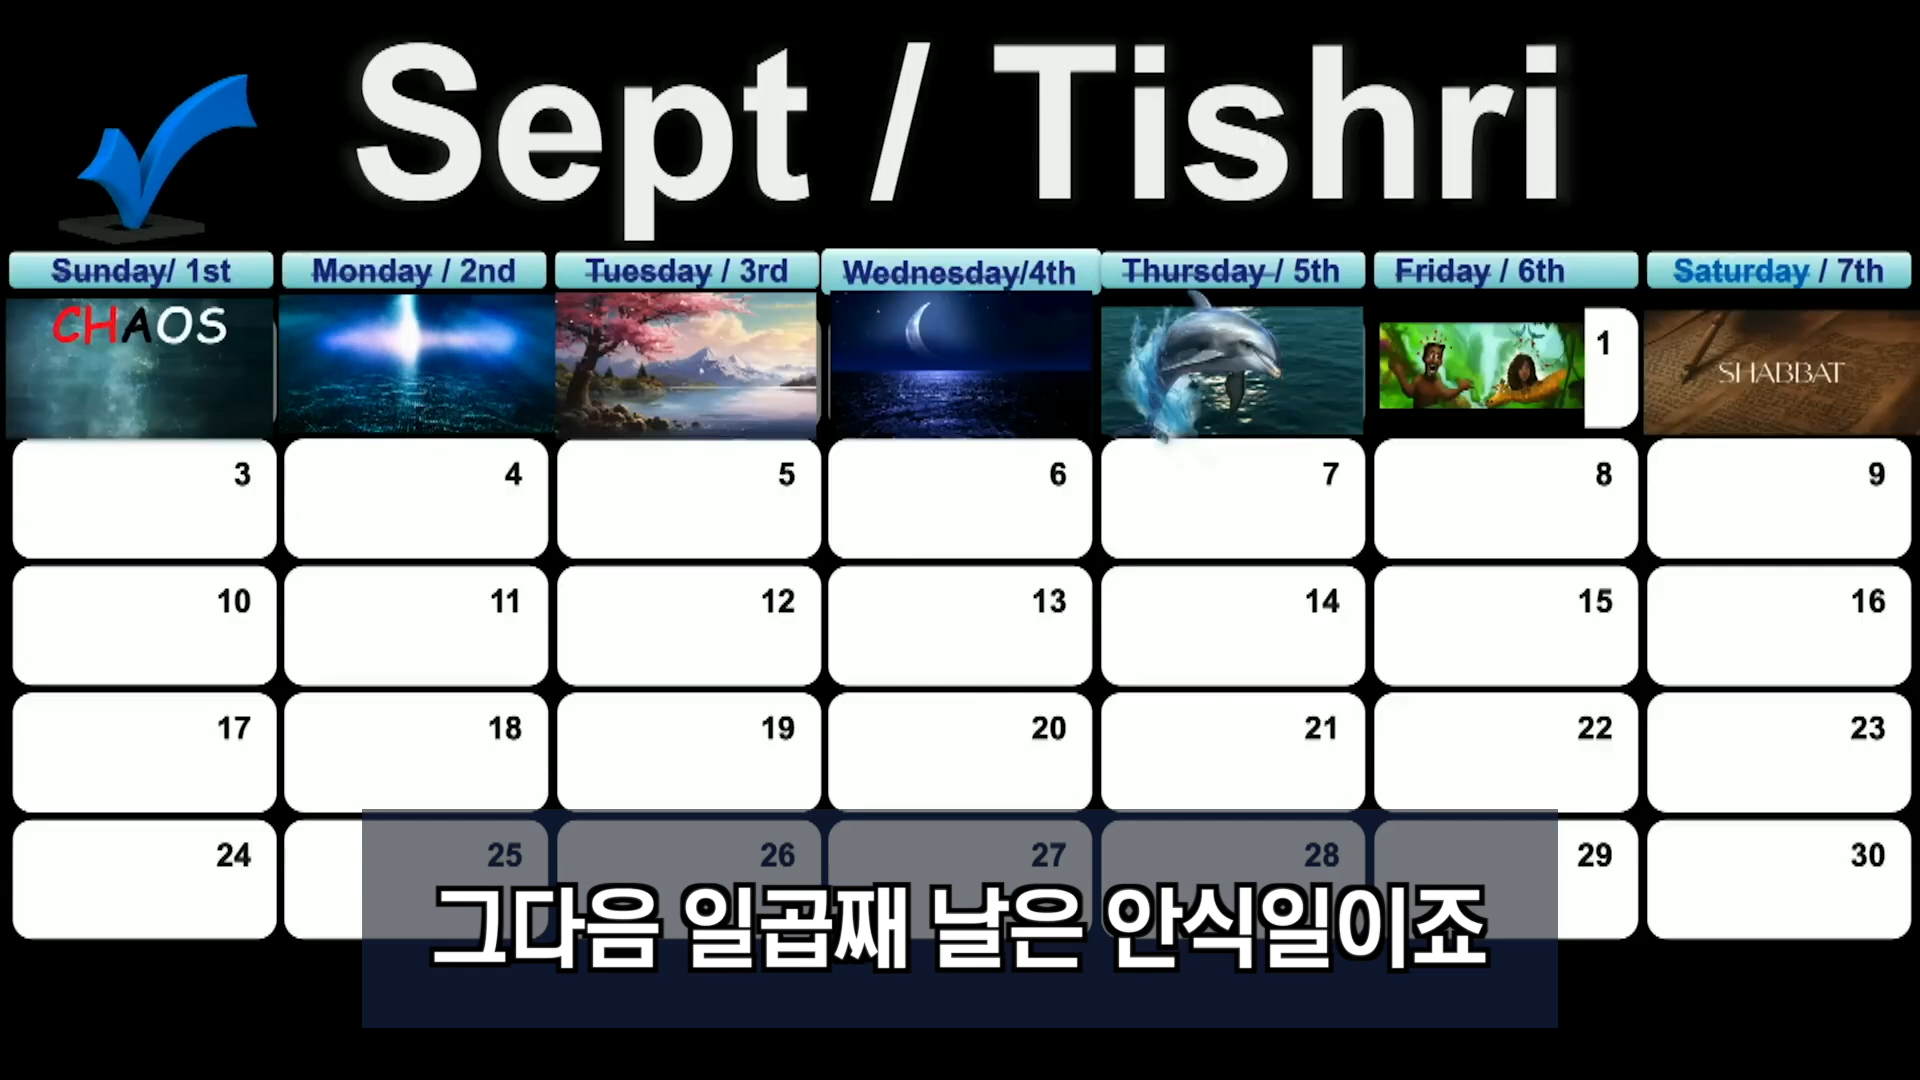 Sept / Tishri
Sunday/ 1st
Monday / 2nd
Tuesday / 3rd
Wednesday/4th
Thursday / 5th
Friday / 6th
Saturday / 7th
CHAOS
1
SHABBAT
3
4
5
6
7
8
9
10
11
12
13
14
15
16
17
18
19
20
21
22
23
24
25
26
27
28
29
30
그다음 일곱째 날은 안식일이죠